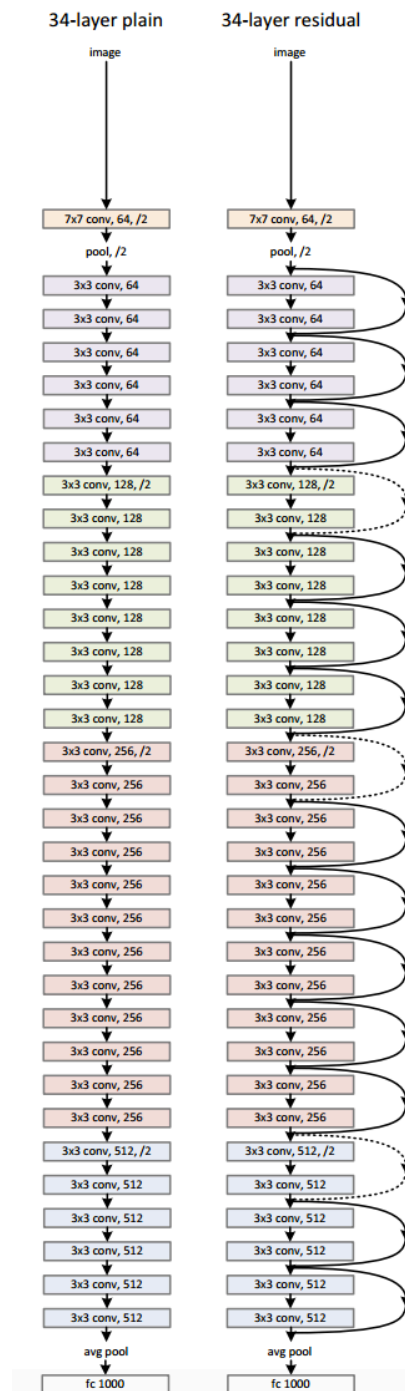 34-layer plain
image
7x7 conv, 64, /2
pool, /2
3x3 conv, 64
3x3 conv, 64
3x3 conv, 64
3x3 conv, 64
3x3 conv, 64
3x3 conv, 64
3x3 conv, 128, /2
3x3 conv, 128
3x3 conv, 128
3x3 conv, 128
3x3 conv, 128
3x3 conv, 128
3x3 conv, 128
3x3 conv, 128
3x3 conv, 256, /2
3x3 conv, 256
3x3 conv, 256
3x3 conv, 256
3x3 conv, 256
3x3 conv, 256
3x3 conv, 256
3x3 conv, 256
3x3 conv, 256
3x3 conv, 256
3x3 conv, 256
3x3 conv, 256
3x3 conv, 512, /2
3x3 conv, 512
3x3 conv, 512
3x3 conv, 512
3x3 conv, 512
3x3 conv, 512
avg pool
fc 1000
34-layer residual
image
7x7 conv, 64, /2
pool, /2
3x3 conv, 64
3x3 conv, 64
3x3 conv, 64
3x3 conv, 64
3x3 conv, 64
3x3 conv, 64
3x3 conv, 128, /2
3x3 conv, 128
3x3 conv, 128
3x3 conv, 128
3x3 conv, 128
3x3 conv, 128
3x3 conv, 128
3x3 conv, 128
3x3 conv, 256, /2
3x3 conv, 256
3x3 conv, 256
3x3 conv, 256
3x3 conv, 256
3x3 conv, 256
3x3 conv, 256
3x3 conv, 256
3x3 conv, 256
3x3 conv, 256
3x3 conv, 256
3x3 conv, 256
3x3 conv, 512, /2
3x3 conv, 512
3x3 conv, 512
3x3 conv, 512
3x3 conv, 512
3x3 conv, 512
avg pool
fc 1000